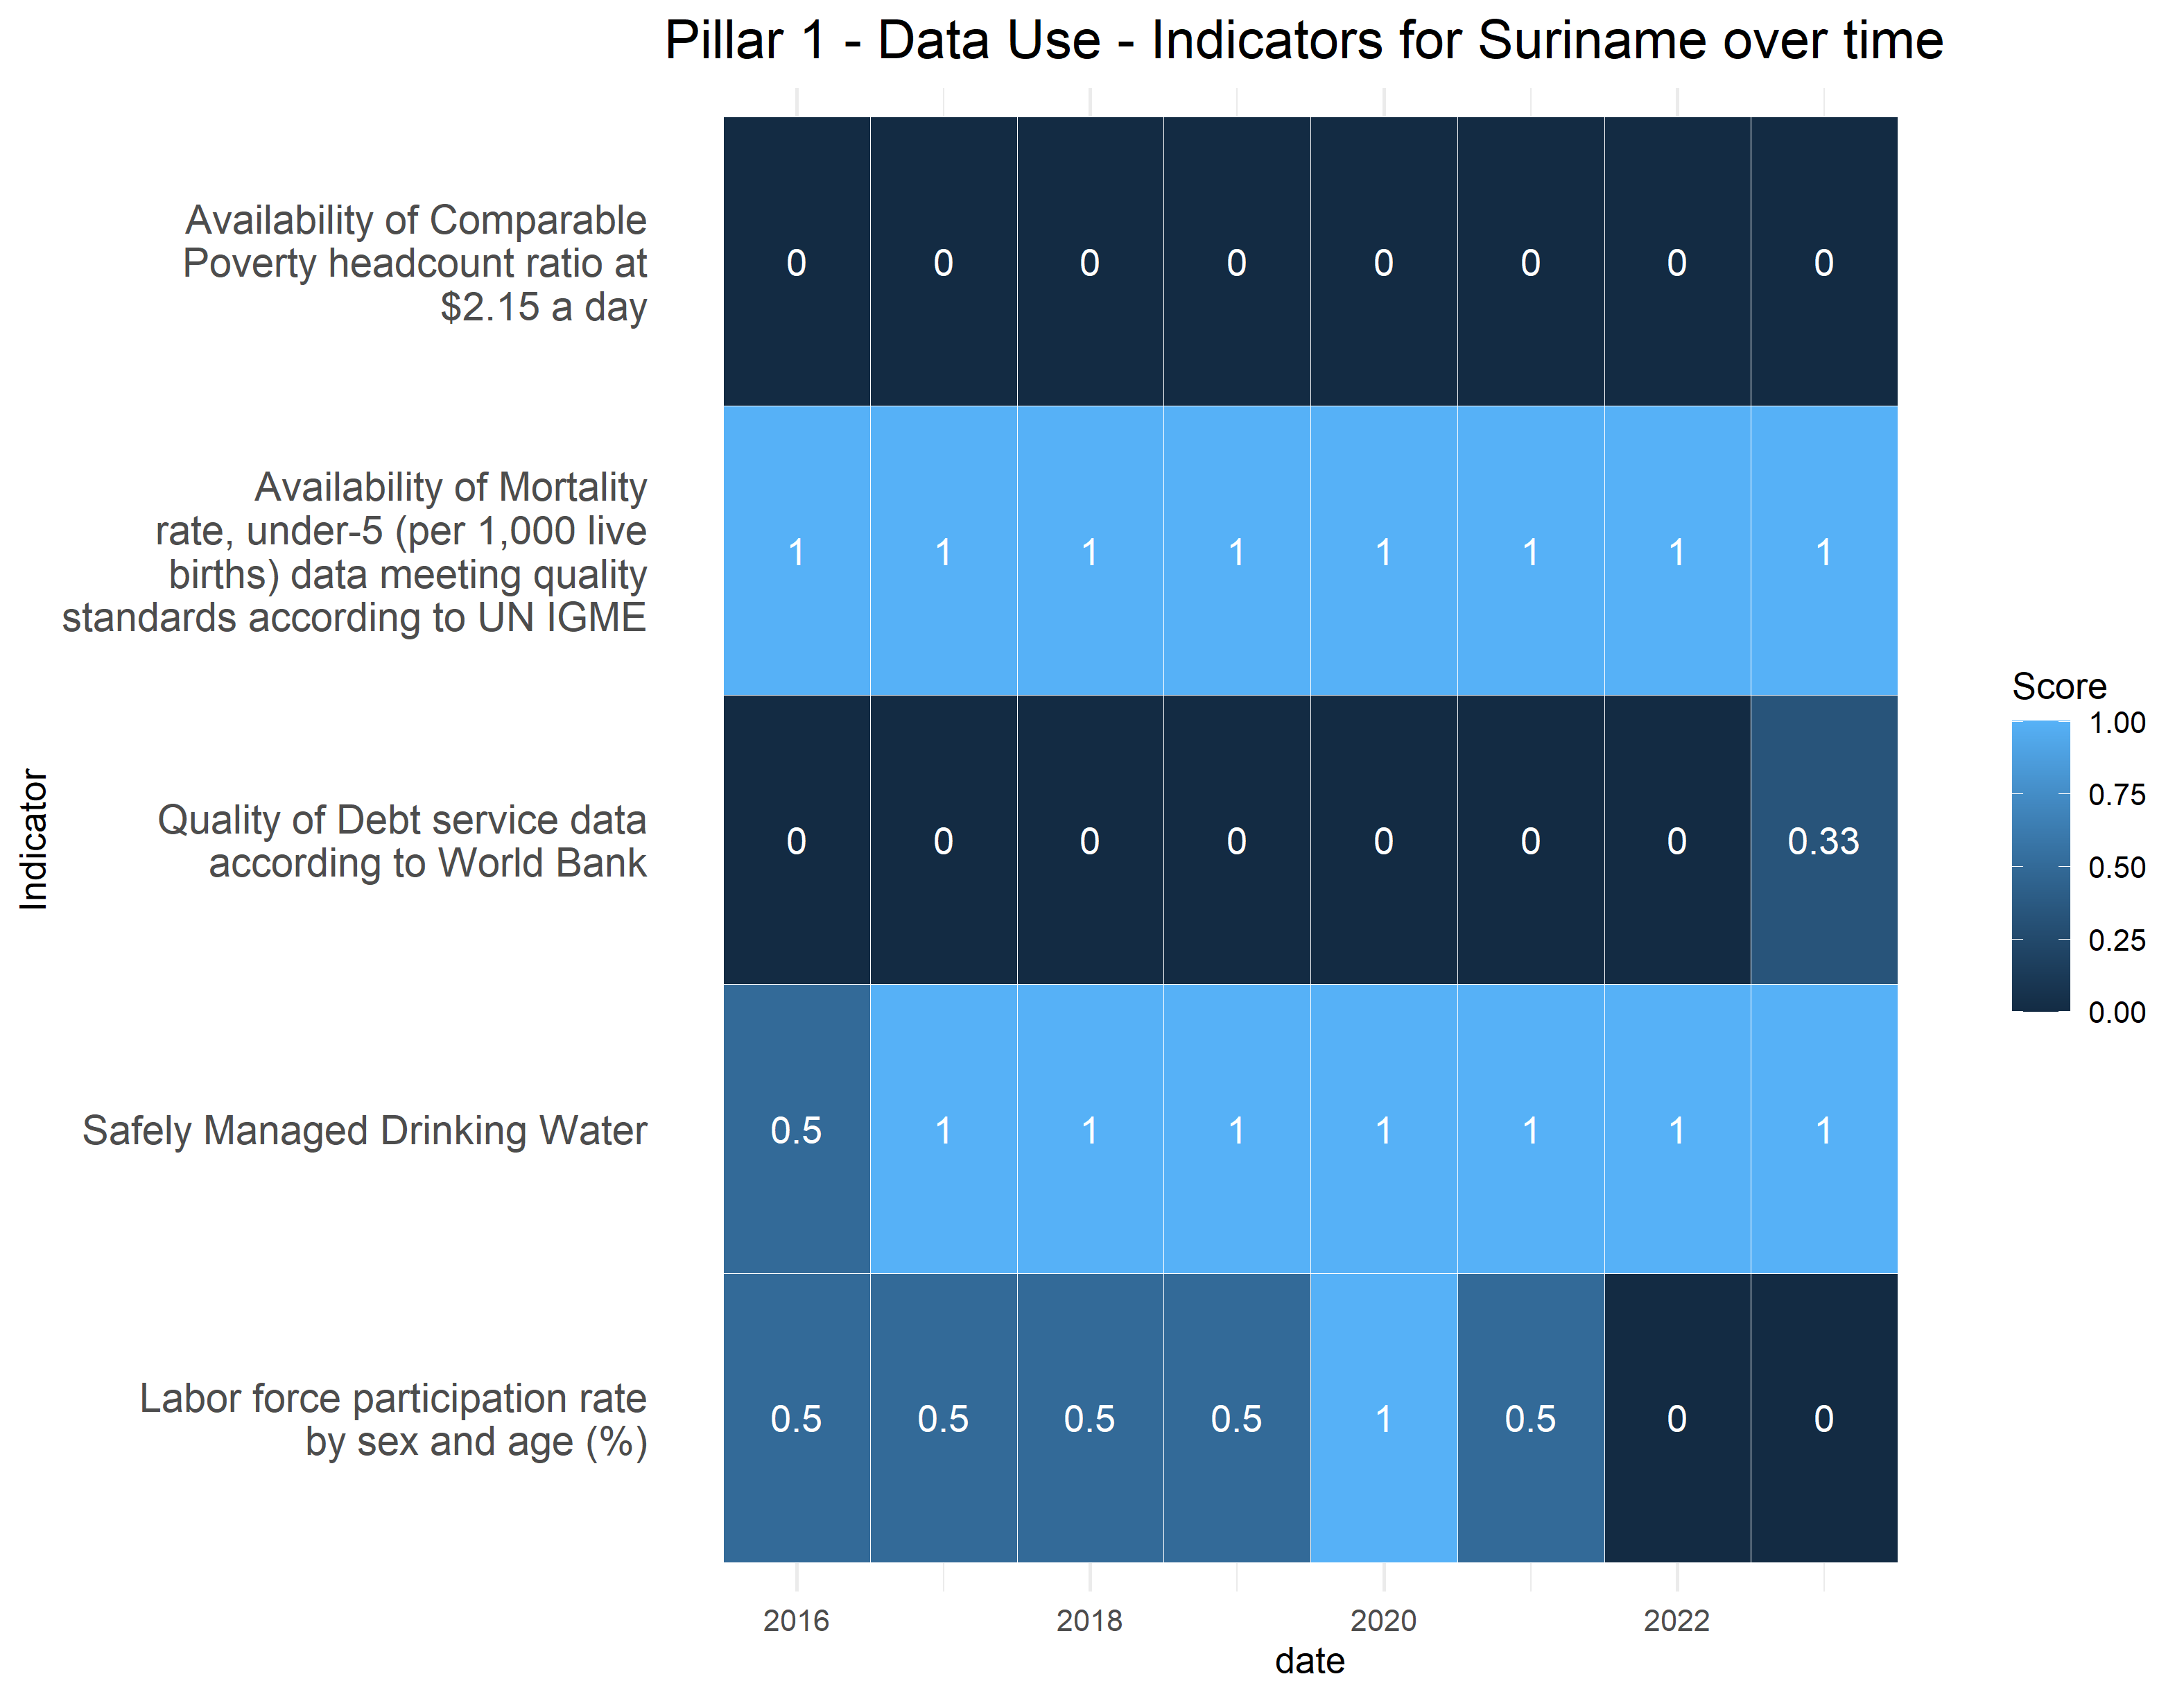 Pillar 1 - Data Use - Indicators for Suriname over time
Availability of Comparable
Poverty headcount ratio at
$2.15 a day
0 0 0 0 0 0 0 0
Availability of Mortality
rate, under-5 (per 1,000 live
births) data meeting quality
standards according to UN IGME
1 1 1 1 1 1 1 1
Quality of Debt service data
according to World Bank
0 0 0 0 0 0 0 0.33
Safely Managed Drinking Water
0.5 1 1 1 1 1 1 1
Labor force participation rate
by sex and age (%)
0.5 0.5 0.5 0.5 1 0.5 0 0
Indicator
2016 2018 2020 2022
date
Score
1.00
0.75
0.50
0.25
0.00